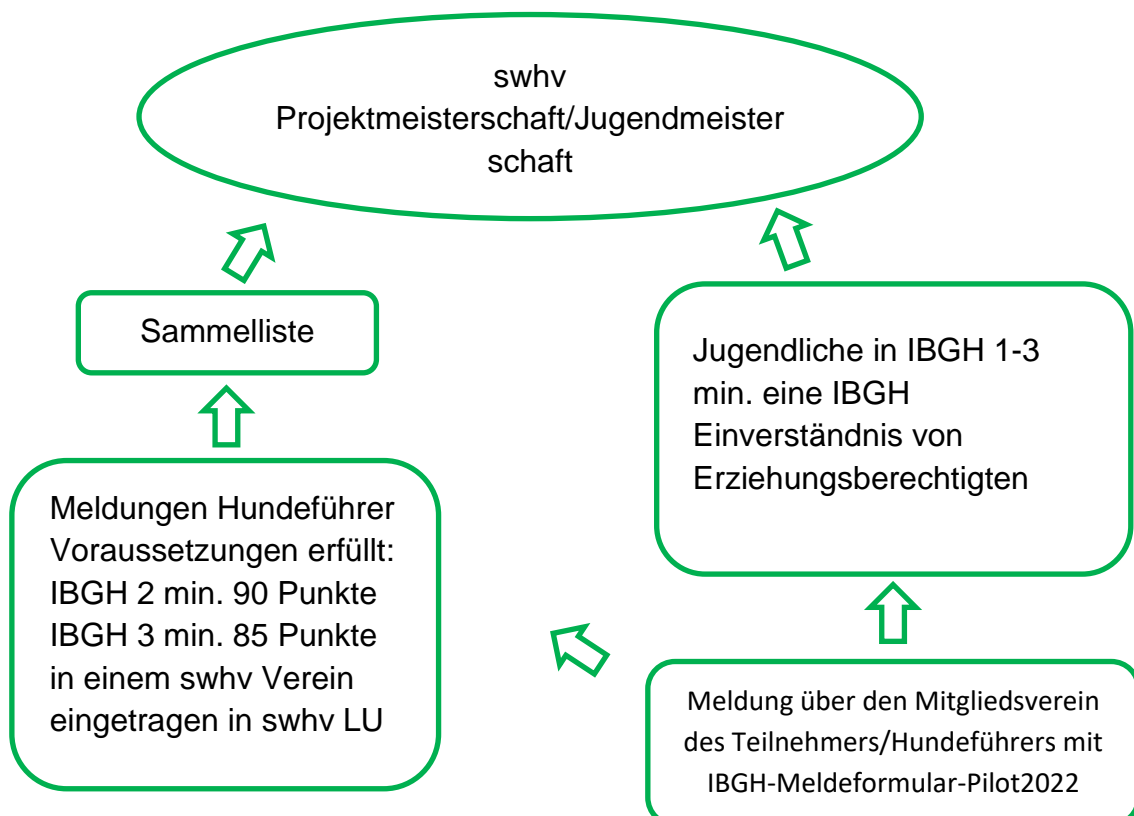 swhv
Projektmeisterschaft/Jugendmeister
schaft
Sammelliste
Jugendliche in IBGH 1-3
min. eine IBGH
Einverständnis von
Erziehungsberechtigten
Meldungen Hundeführer
Voraussetzungen erfüllt:
IBGH 2 min. 90 Punkte
IBGH 3 min. 85 Punkte
in einem swhv Verein
eingetragen in swhv LU
Meldung über den Mitgliedsverein
des Teilnehmers/Hundeführers mit
IBGH-Meldeformular-Pilot2022